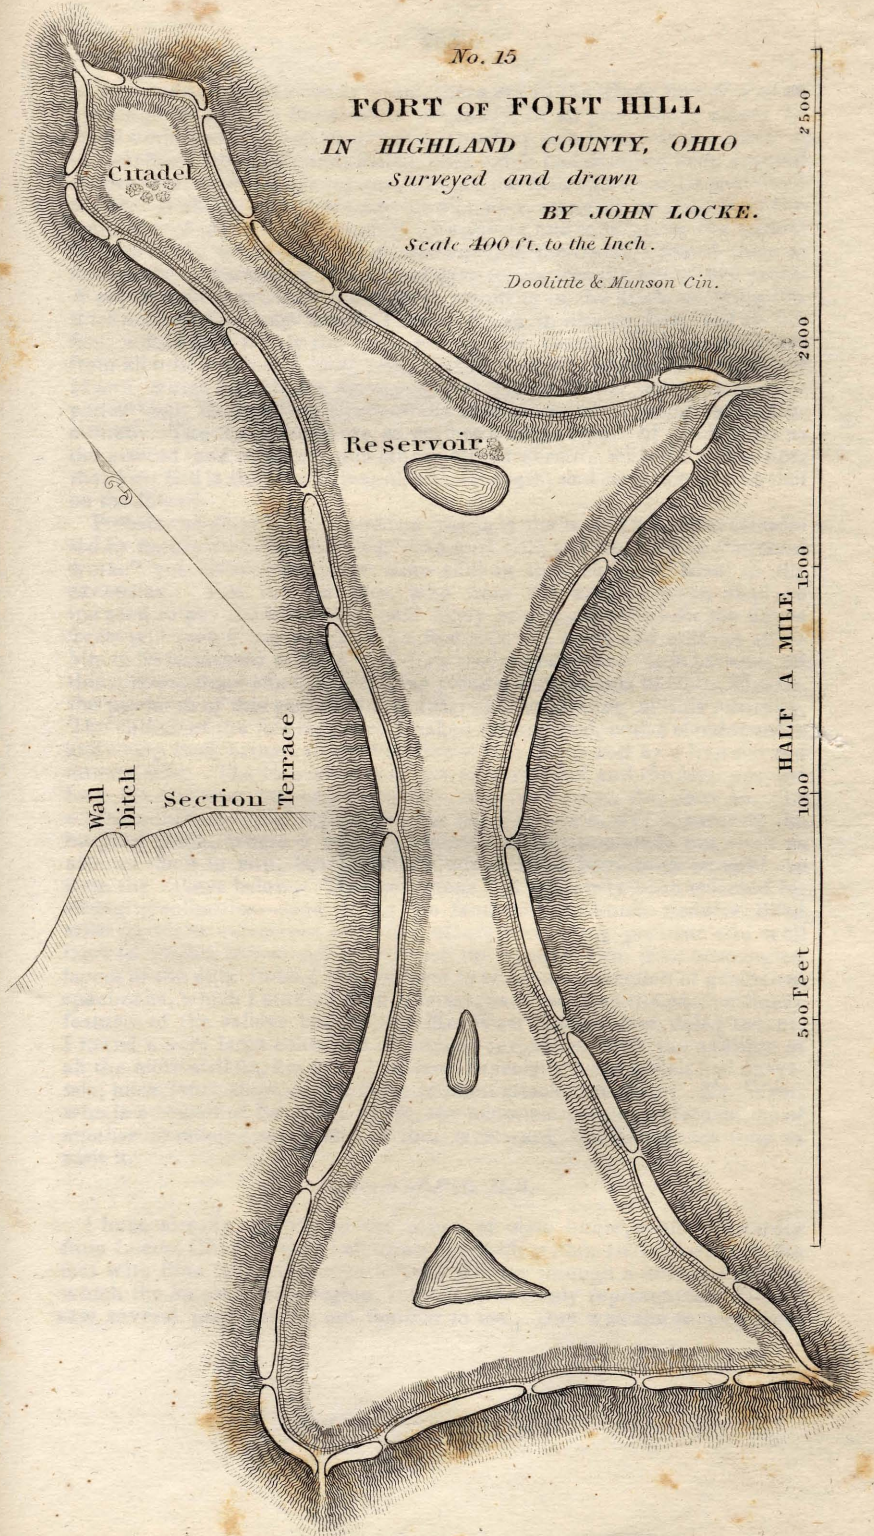 No. 15
FORT OF FORT HILL
IN HIGHLAND COUNTY, OHIO
Surveyed and drawn
BY JOHN LOCKE.
Scale 400 ft. to the Inch.
Doolittle & Munson Cin.
Citadel
Reservoir
Wall
Ditch
Section
Terrace
2500
2000
1500
HALF A MILE
1000
500 Feet